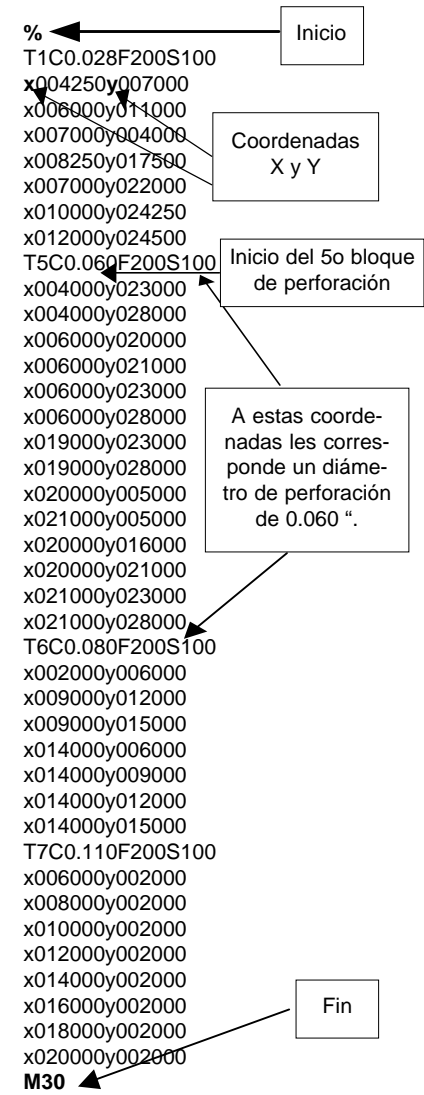 %
Inicio
T1C0.028F200S100
x004250y007000
x006000y011000
x007000y004000
x008250y017500
x007000y022000
x010000y024250
x012000y024500
Coordenadas
X y Y
T5C0.060F200S100
Inicio del 5o bloque
de perforación
x004000y023000
x004000y028000
x006000y020000
x006000y021000
x006000y023000
x006000y028000
x019000y023000
x019000y028000
x020000y005000
x021000y005000
x020000y016000
x020000y021000
x021000y023000
x021000y028000
A estas coorde-
nadas les corres-
ponde un diáme-
tro de perforación
de 0.060 “.
T6C0.080F200S100
x002000y006000
x009000y012000
x009000y015000
x014000y006000
x014000y009000
x014000y012000
x014000y015000
T7C0.110F200S100
x006000y002000
x008000y002000
x010000y002000
x012000y002000
x014000y002000
x016000y002000
x018000y002000
x020000y002000
Fin
M30